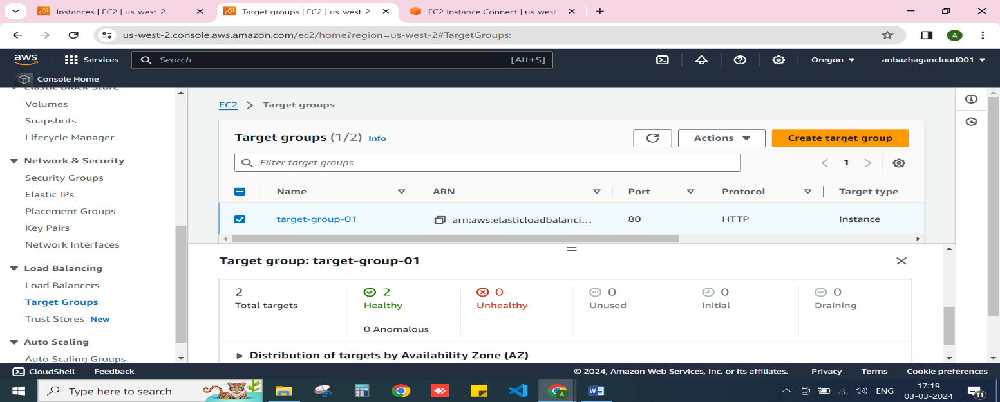 Instances | EC2 | us-west-2
Target groups | EC2 | us-west-2
EC2 Instance Connect | us-west
us-west-2.console.aws.amazon.com/ec2/home?region=us-west-2#TargetGroups:
A
aws
Services
Search
[Alt+S]
Oregon
anbazhagancloud001
Console Home
Elastic Block Store
Volumes
Snapshots
Lifecycle Manager
Network & Security
Security Groups
Elastic IPs
Placement Groups
Key Pairs
Network Interfaces
Load Balancing
Load Balancers
Target Groups
Trust Stores New
Auto Scaling
Auto Scaling Groups
EC2 > Target groups
Target groups (1/2) Info
Actions
Create target group
Filter target groups
1
Name ARN Port Protocol Target type
target-group-01 arn:aws:elasticloadbalanci... 80 HTTP Instance
Target group: target-group-01
2 2 0 0 0 0
Total targets Healthy Unhealthy Unused Initial Draining
0 Anomalous
Distribution of targets by Availability Zone (AZ)
CloudShell Feedback © 2024, Amazon Web Services, Inc. or its affiliates. Privacy Terms Cookie preferences
Type here to search
ENG
17:19
03-03-2024
11